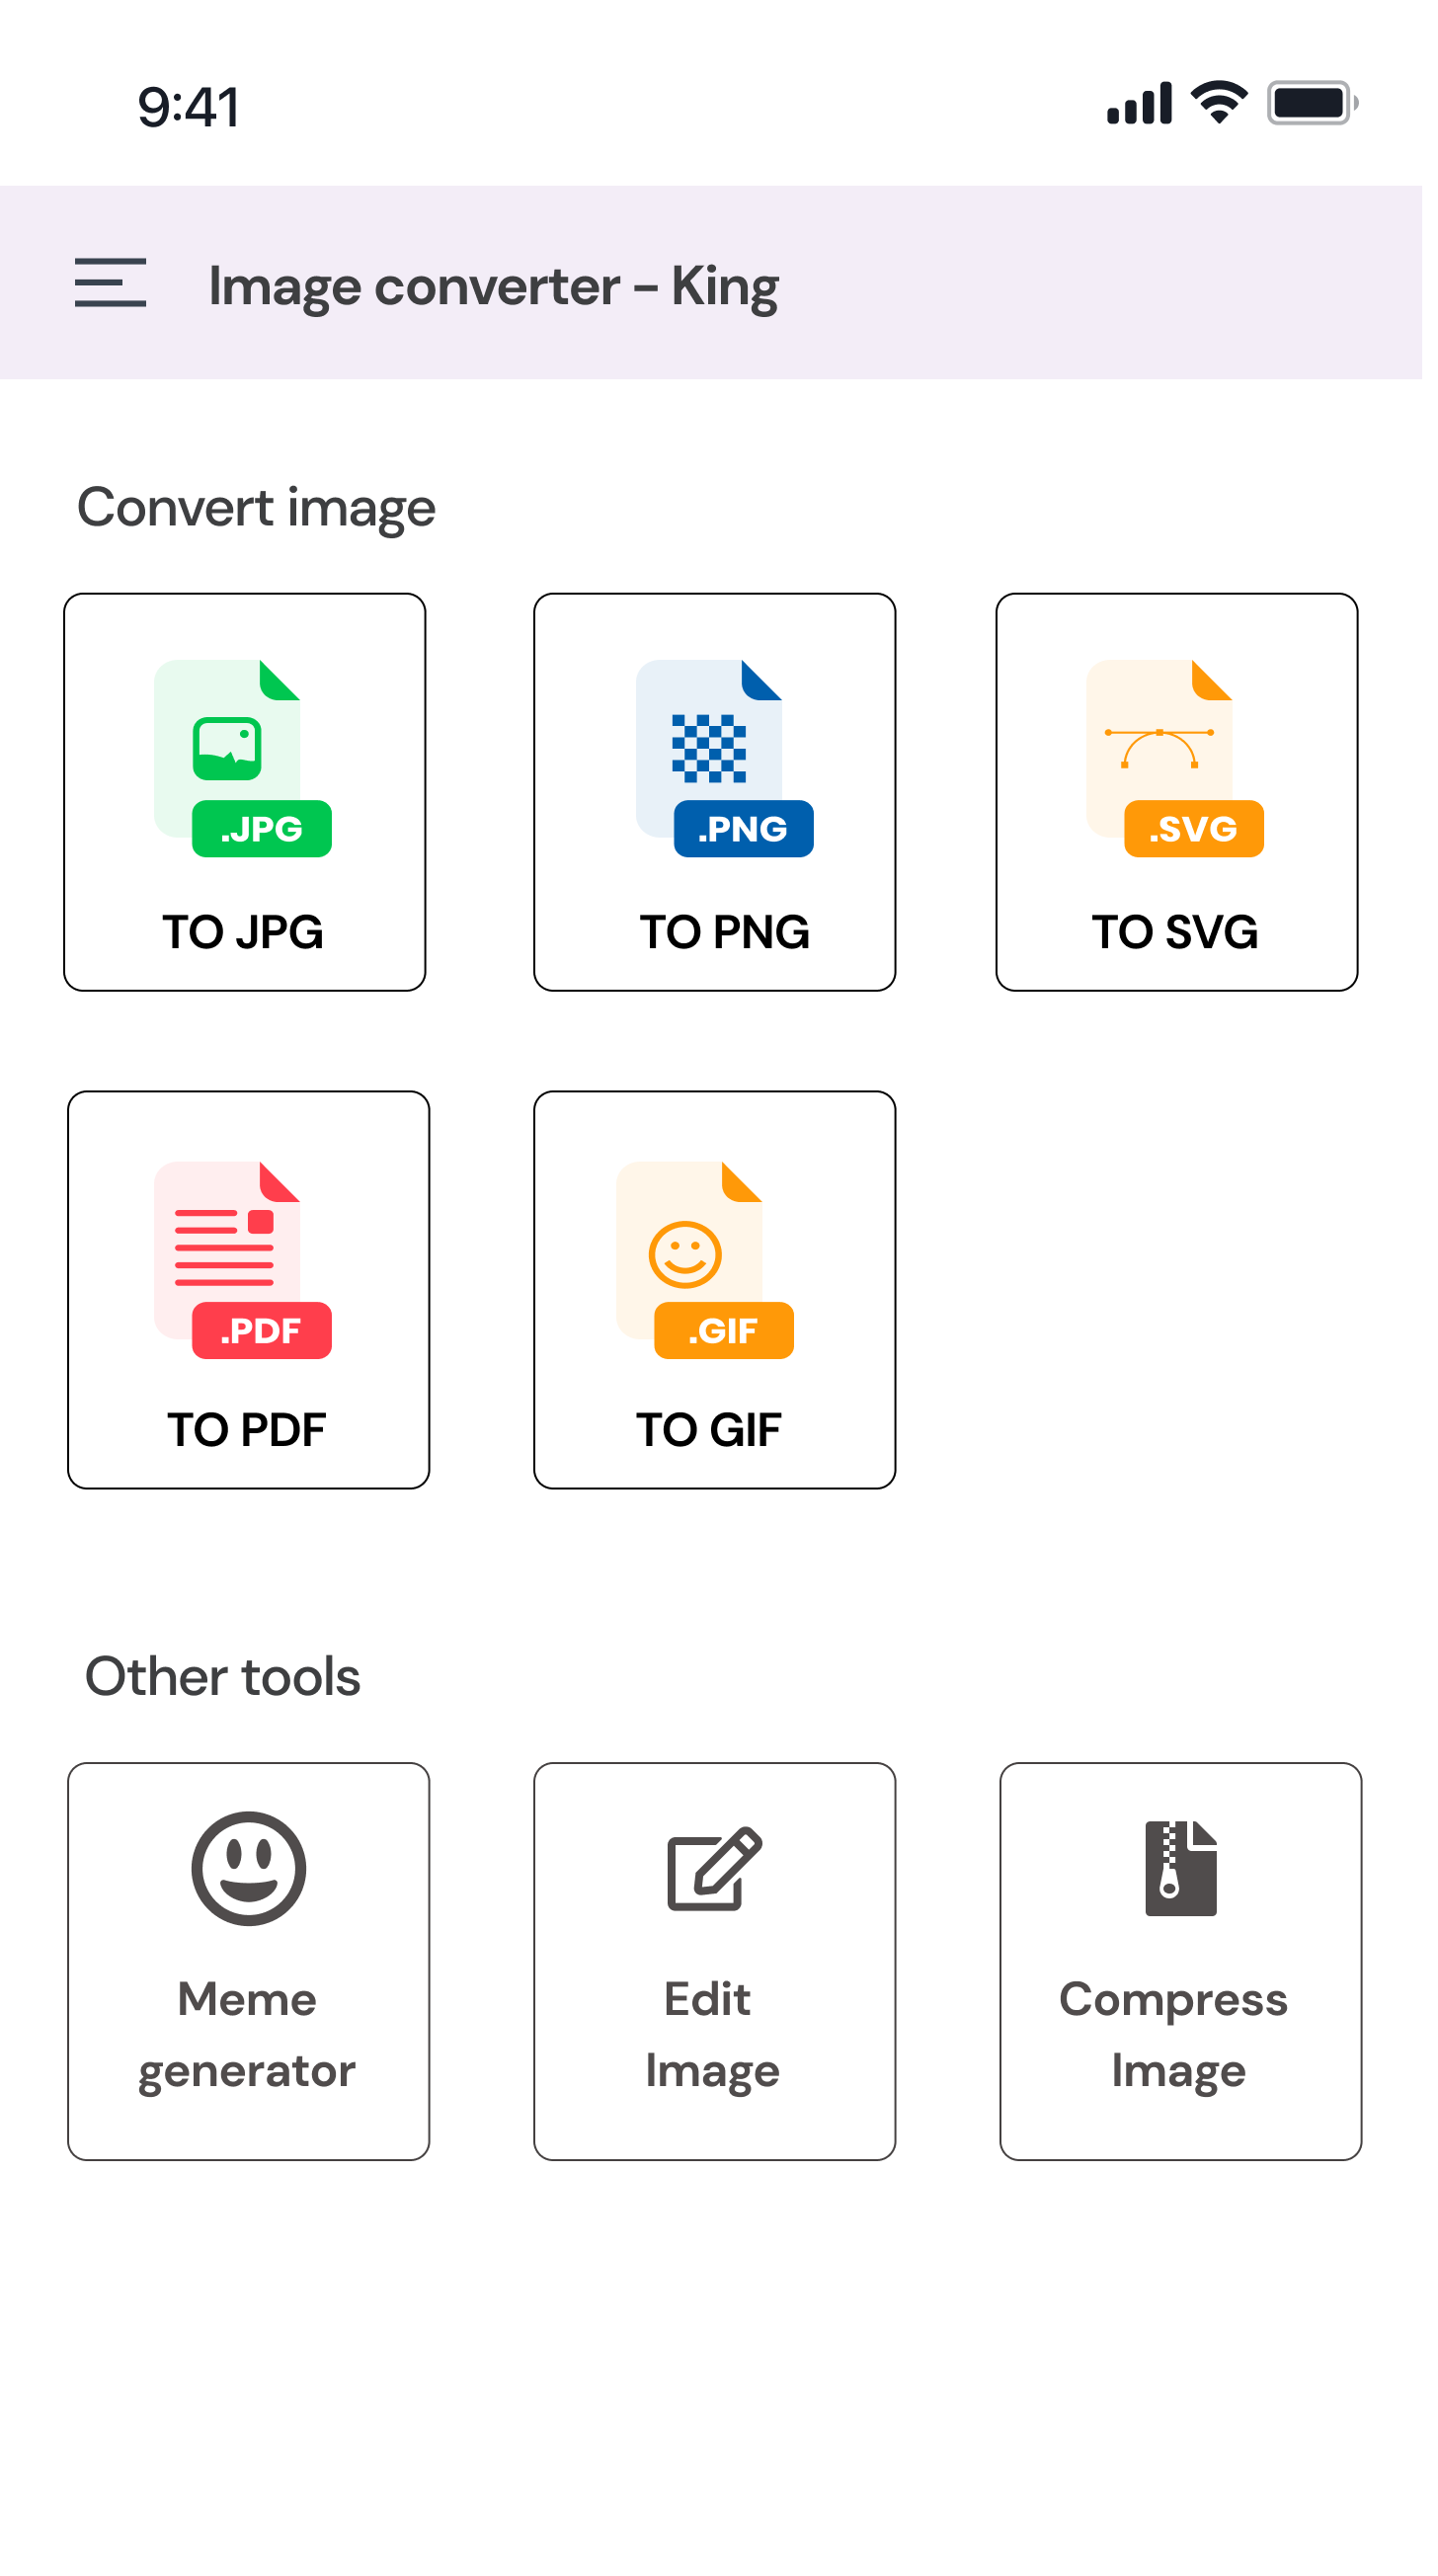 9:41
Image converter - King
Convert image
.JPG
.PNG
.SVG
TO JPG
TO PNG
TO SVG
.PDF
.GIF
TO PDF
TO GIF
Other tools
Meme
generator
Edit
Image
Compress
Image